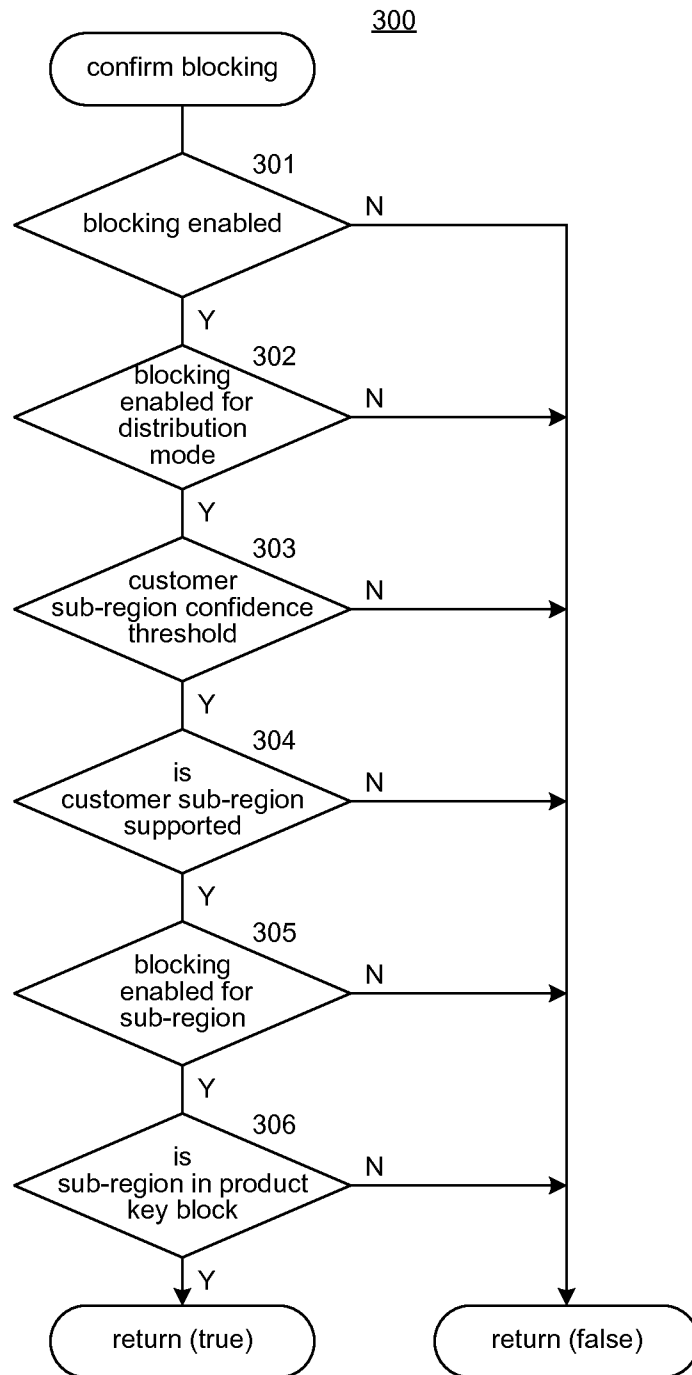 300
confirm blocking
301
blocking enabled
N
Y
302
blocking
enabled for
distribution
mode
N
Y
303
customer
sub-region confidence
threshold
N
Y
304
is
customer sub-region
supported
N
Y
305
blocking
enabled for
sub-region
N
Y
306
is
sub-region in product
key block
N
Y
return (true)
return (false)